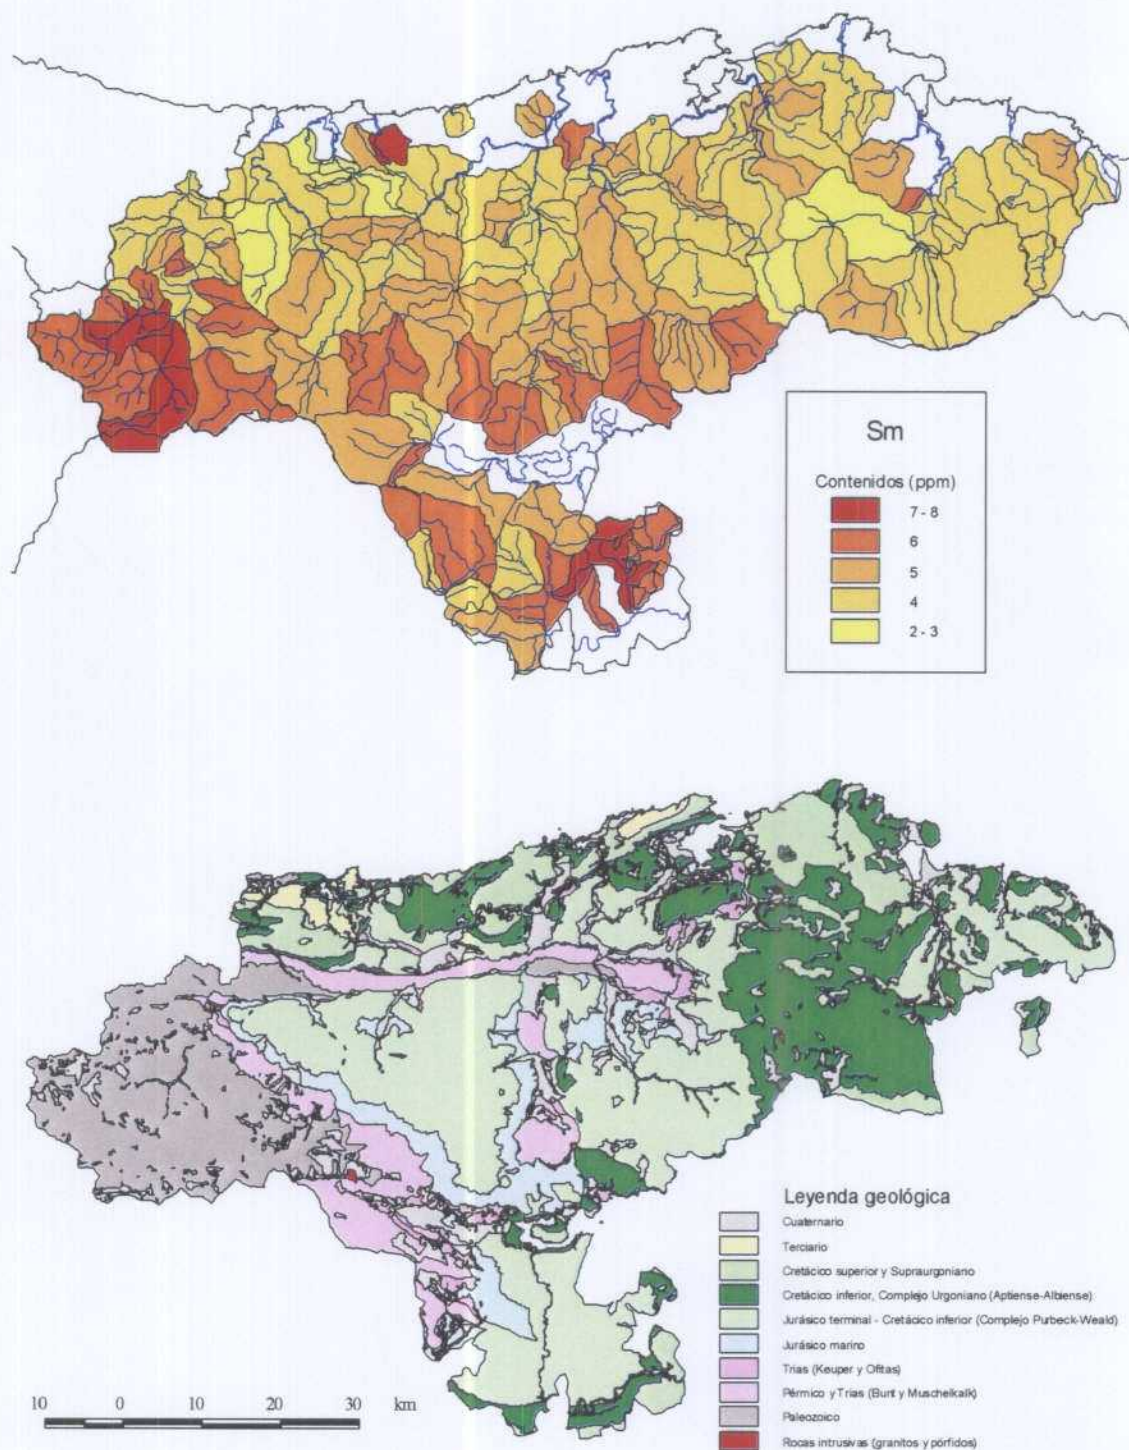 Sm
Contenidos (ppm)
7 - 8
6
5
4
2 - 3
Leyenda geológica
Cuaternario
Terciario
Cretácico superior y Supraurgoniano
Cretácico inferior, Complejo Urgoniano (Aptiense-Albiense)
Jurásico terminal - Cretácico inferior (Complejo Purbeck-Weald)
Jurásico marino
Trias (Keuper y Ofitas)
Pérmico y Trias (Bunt y Muschelkalk)
Paleozoico
Rocas intrusivas (granitos y pórfidos)
10 0 10 20 30 km